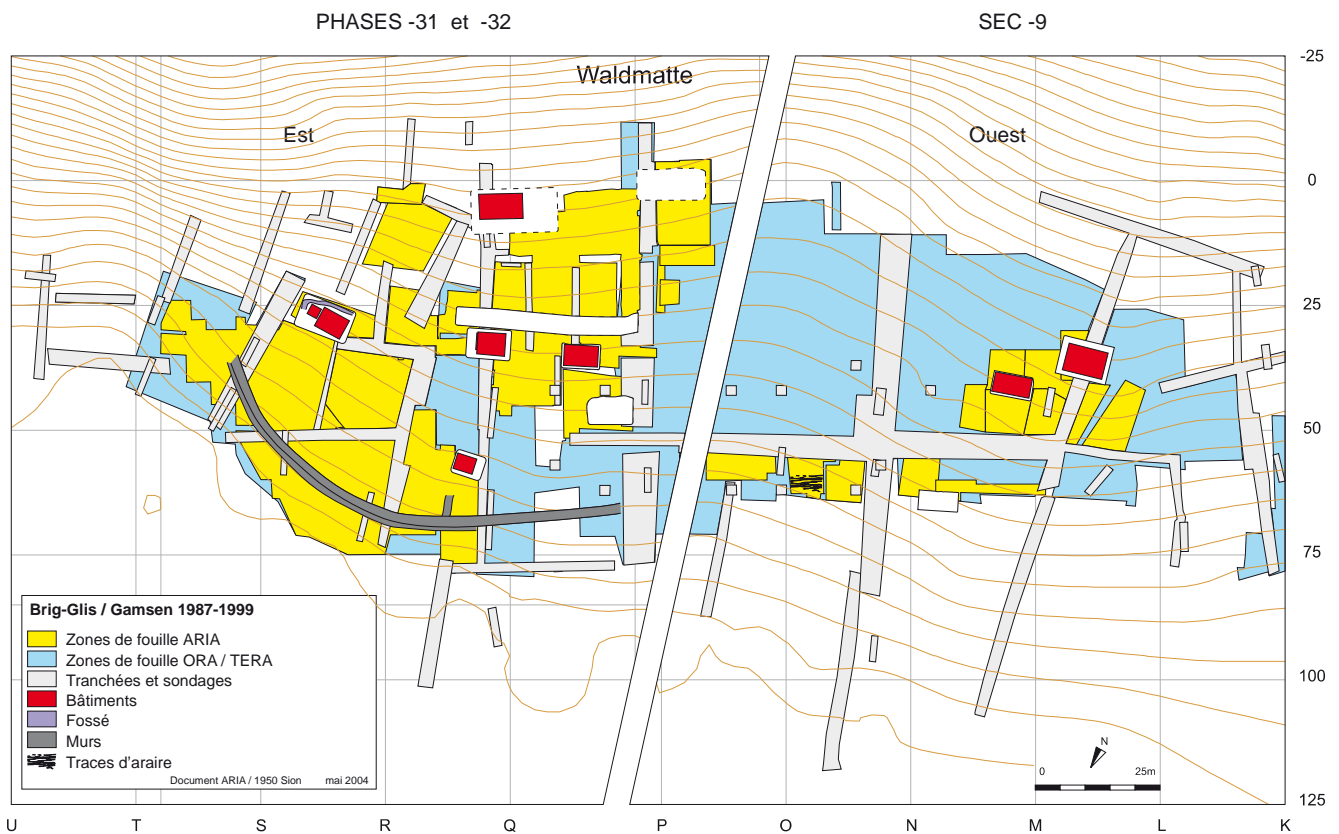 PHASES -31 et -32
SEC -9
-25
Waldmatte
Est
Ouest
0
25
50
75
100
125
Brig-Glis / Gamsen 1987-1999
Zones de fouille ARIA
Zones de fouille ORA / TERA
Tranchées et sondages
Bâtiments
Fossé
Murs
Traces d'araire
Document ARIA / 1950 Sion mai 2004
N
0 25m
U T S R Q P O N M L K